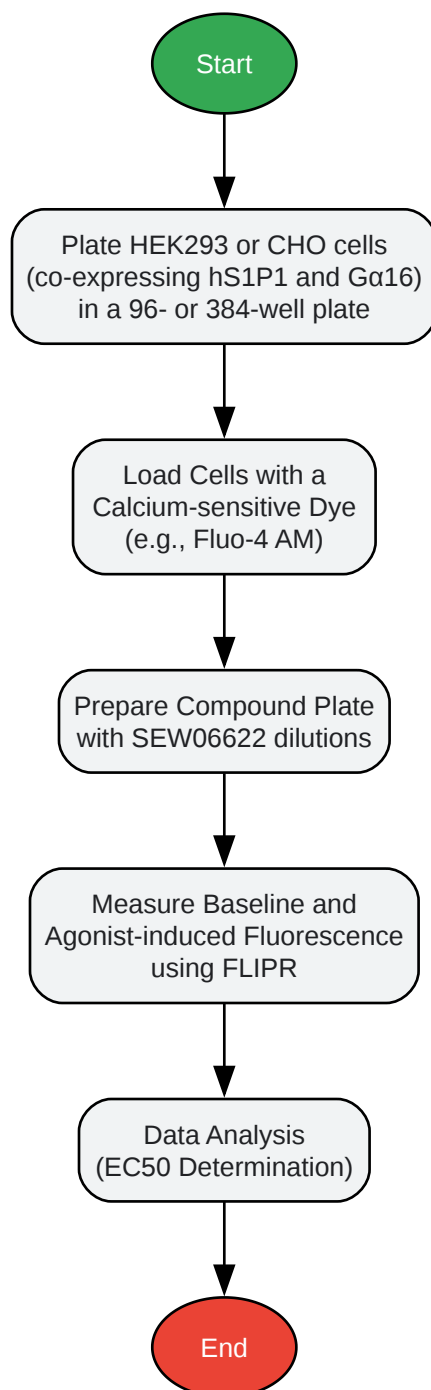 Start
Plate HEK293 or CHO cells
(co-expressing hS1P1 and Gα16)
in a 96- or 384-well plate
Load Cells with a
Calcium-sensitive Dye
(e.g., Fluo-4 AM)
Prepare Compound Plate
with SEW06622 dilutions
Measure Baseline and
Agonist-induced Fluorescence
using FLIPR
Data Analysis
(EC50 Determination)
End